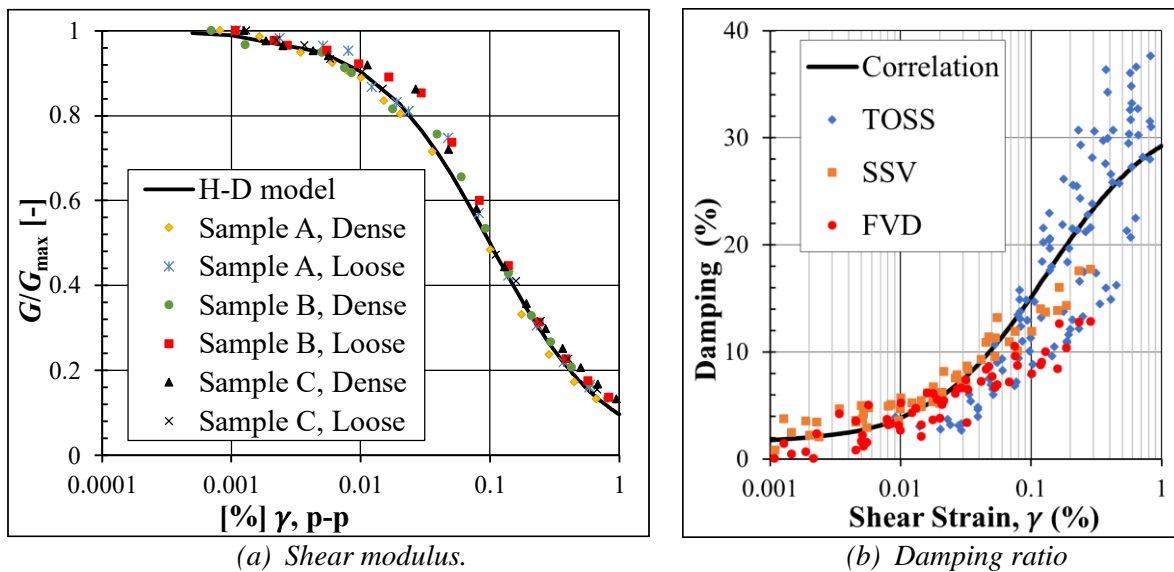 1
0.8
0.6
0.4
0.2
0
G/Gmax [-]
H-D model
Sample A, Dense
Sample A, Loose
Sample B, Dense
Sample B, Loose
Sample C, Dense
Sample C, Loose
0.0001 0.001 0.01 0.1 1
[%] γ, p-p
(a) Shear modulus.
40
30
20
10
0
Damping (%)
Correlation
TOSS
SSV
FVD
0.001 0.01 0.1 1
Shear Strain, γ (%)
(b) Damping ratio